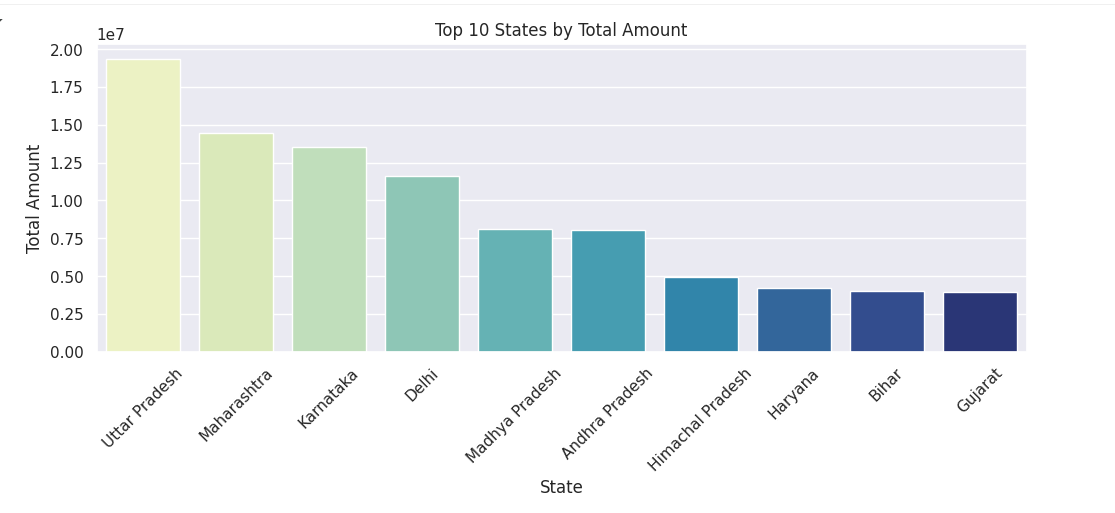 Top 10 States by Total Amount
1e7
2.00
1.75
1.50
1.25
1.00
0.75
0.50
0.25
0.00
Total Amount
Uttar Pradesh
Maharashtra
Karnataka
Delhi
Madhya Pradesh
Andhra Pradesh
Himachal Pradesh
Haryana
Bihar
Gujarat
State